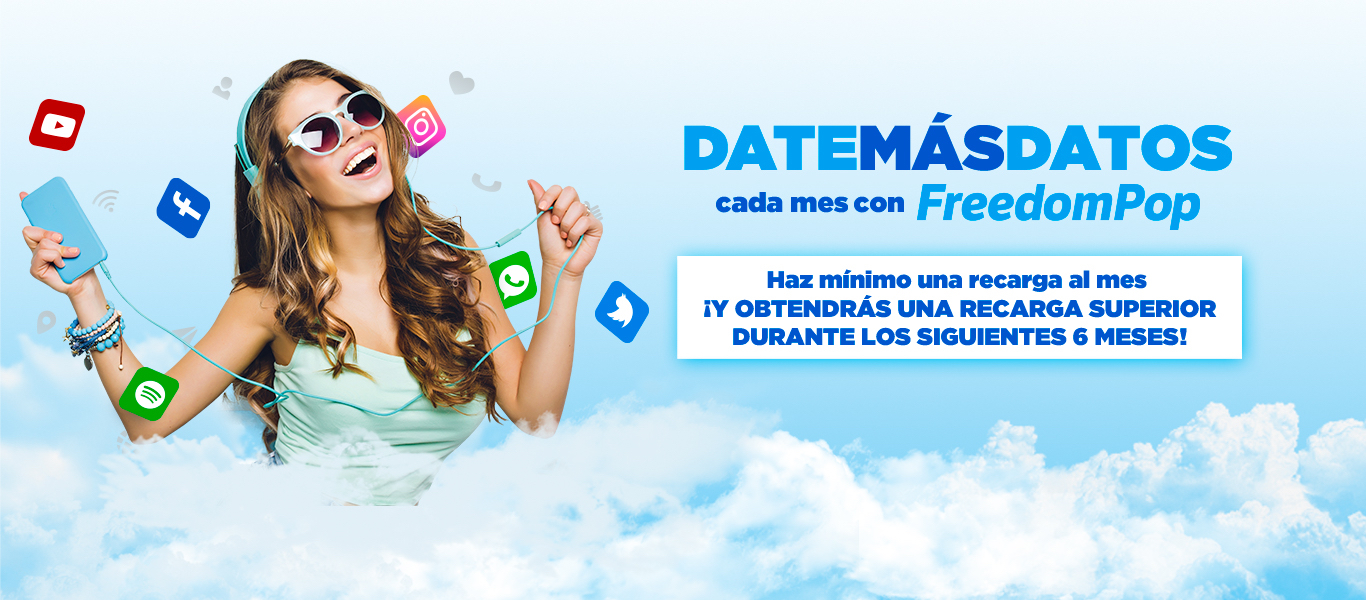 DATEMÁSDATOS
cada mes con FreedomPop
Haz mínimo una recarga al mes
¡Y OBTENDRÁS UNA RECARGA SUPERIOR
DURANTE LOS SIGUIENTES 6 MESES!